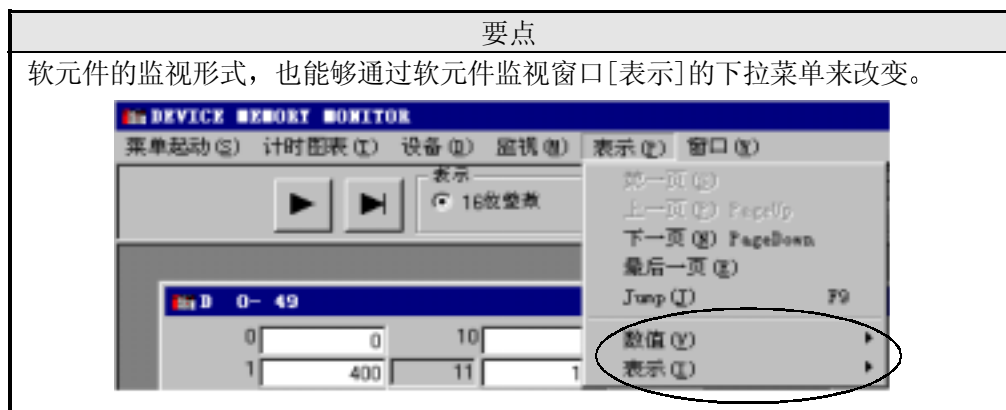 要点
软元件的监视形式，也能够通过软元件监视窗口[表示]的下拉菜单来改变。
DEVICE MEMORY MONITOR
菜单起动(S) 计时图表(T) 设备(D) 监视(M) 表示(P) 窗口(W)
表示
16位整数
第一页(S)
上一页(P) PageUp
下一页(N) PageDown
最后一页(E)
Jump(J) F9
数值(V)
表示(I)
D 0- 49
0 0 10
1 400 11 1